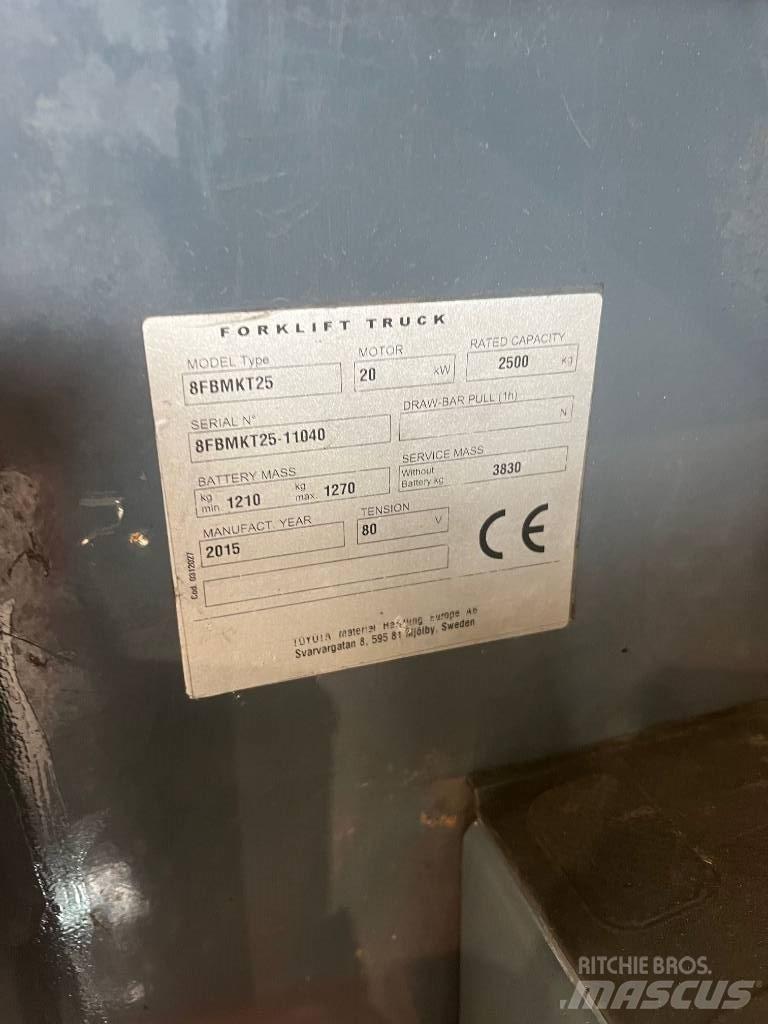 FORKLIFT TRUCK
MODEL Type MOTOR RATED CAPACITY
8FBMKT25 20 kW 2500 Kg
SERIAL N° DRAW-BAR PULL (1h)
8FBMKT25-11040 N
BATTERY MASS SERVICE MASS
kg min. 1210 kg max. 1270 Without Battery kg 3830
MANUFACT. YEAR TENSION
2015 80 V
CE
Cod. 0312027
TOYOTA Material Handling Europe AB
Svarvargatan 8, 595 81 Mjölby, Sweden
RITCHIE BROS.
MASCUS